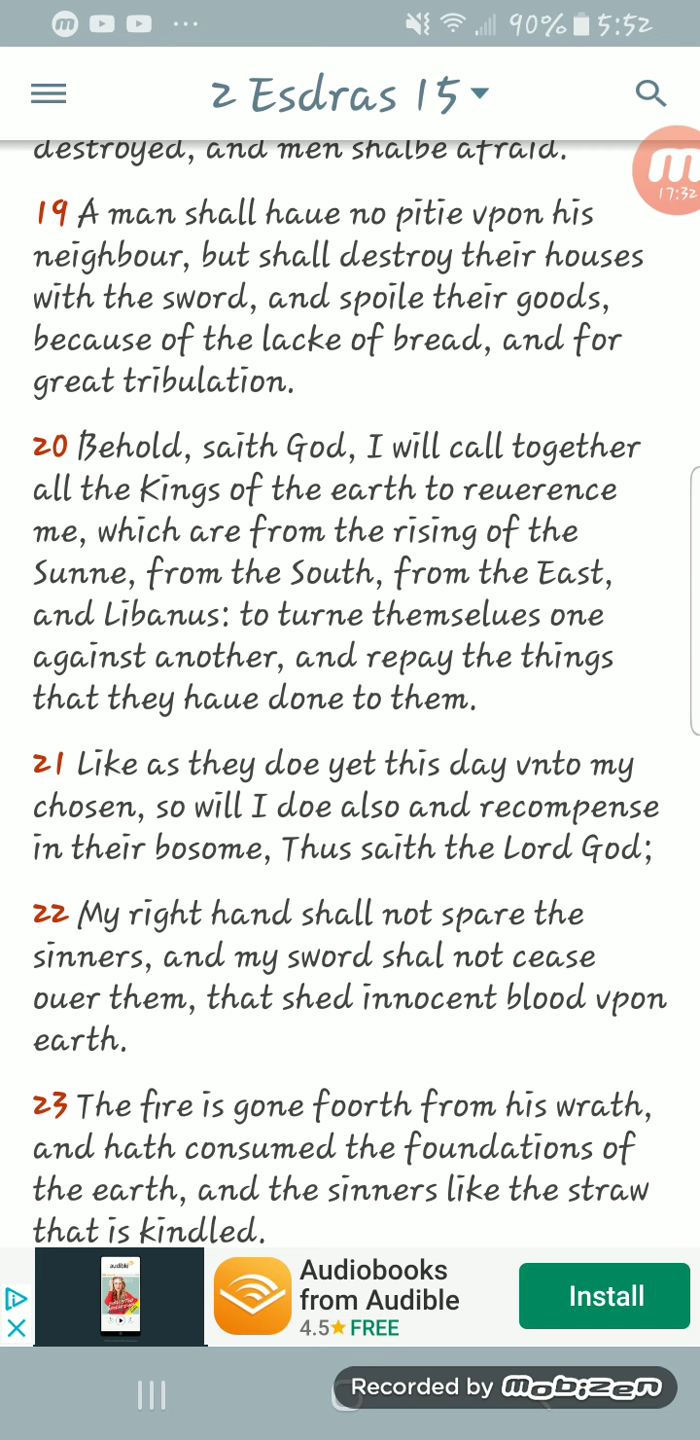 m ... 90% 5:52
2 Esdras 15
destroyed, and men shalbe afraid.
m
17:32
19 A man shall haue no pitie vpon his
neighbour, but shall destroy their houses
with the sword, and spoile their goods,
because of the lacke of bread, and for
great tribulation.
20 Behold, saith God, I will call together
all the Kings of the earth to reuerence
me, which are from the rising of the
Sunne, from the South, from the East,
and Libanus: to turne themselues one
against another, and repay the things
that they haue done to them.
21 Like as they doe yet this day vnto my
chosen, so will I doe also and recompense
in their bosome, Thus saith the Lord God;
22 My right hand shall not spare the
sinners, and my sword shal not cease
ouer them, that shed innocent blood vpon
earth.
23 The fire is gone foorth from his wrath,
and hath consumed the foundations of
the earth, and the sinners like the straw
that is kindled.
audible
Audiobooks
from Audible
4.5★ FREE
Install
Recorded by mobizen